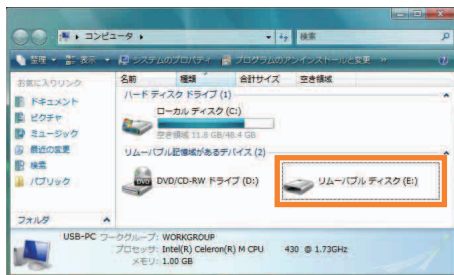 コンピュータ
検索
整理 表示 システムのプロパティ プログラムのアンインストールと変更 »
お気に入りリンク
ドキュメント
ピクチャ
ミュージック
最近の変更
検索
パブリック
フォルダ
名前 種類 合計サイズ 空き領域
ハード ディスク ドライブ (1)
ローカル ディスク (C:)
空き領域 11.8 GB/48.4 GB
リムーバブル記憶域があるデバイス (2)
DVD/CD-RW ドライブ (D:)
リムーバブル ディスク (E:)
USB-PC ワークグループ: WORKGROUP
プロセッサ: Intel(R) Celeron(R) M CPU 430 @ 1.73GHz
メモリ: 1.00 GB